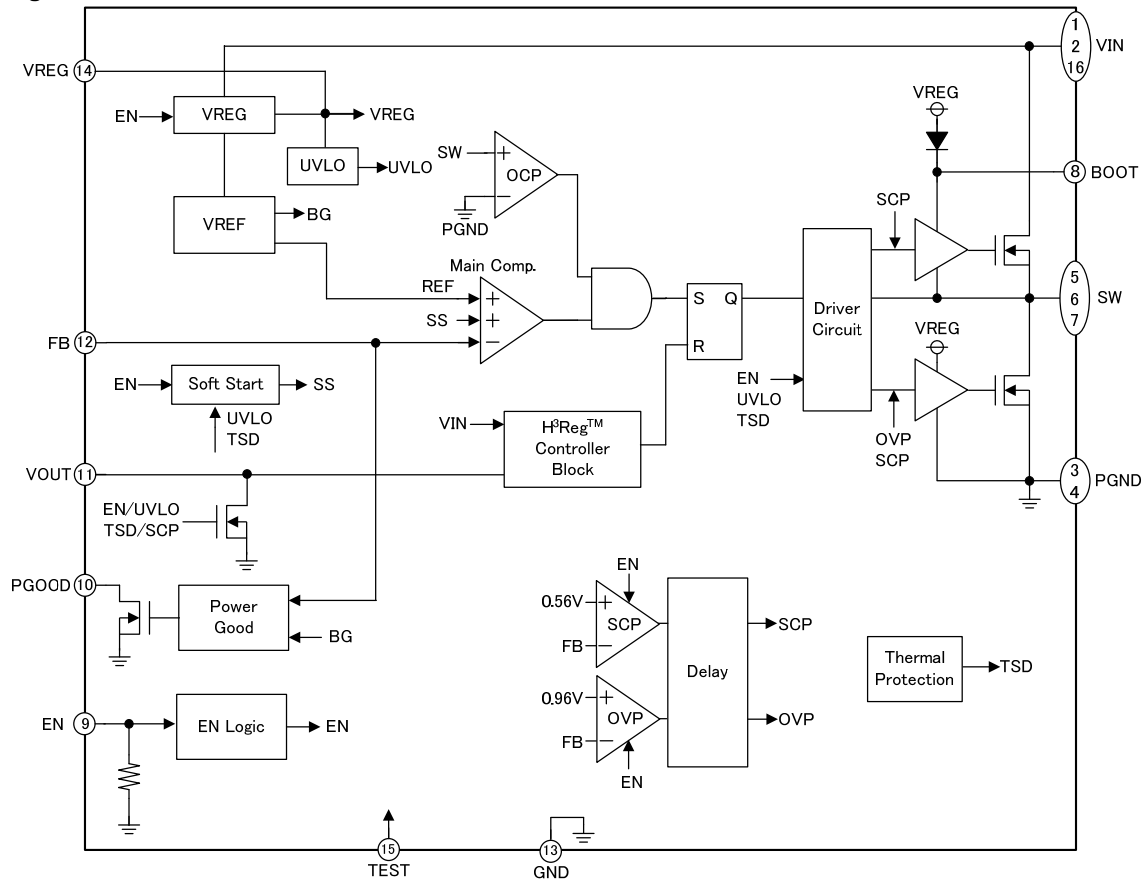 1
2
16
VIN
VREG
14
EN
VREG
VREG
VREG
UVLO
UVLO
SW
+
OCP
−
PGND
8
BOOT
VREF
BG
SCP
Main Comp.
REF
+
SS
+
−
S
Q
R
Driver
Circuit
5
6
7
SW
FB
12
VREG
EN
Soft Start
SS
UVLO
TSD
EN
UVLO
TSD
VIN
H³Reg™
Controller
Block
OVP
SCP
VOUT
11
3
4
PGND
EN/UVLO
TSD/SCP
PGOOD
10
Power
Good
BG
EN
0.56V
+
SCP
FB
−
Delay
SCP
Thermal
Protection
TSD
0.96V
+
OVP
FB
−
OVP
EN
EN
9
EN Logic
EN
15
TEST
13
GND